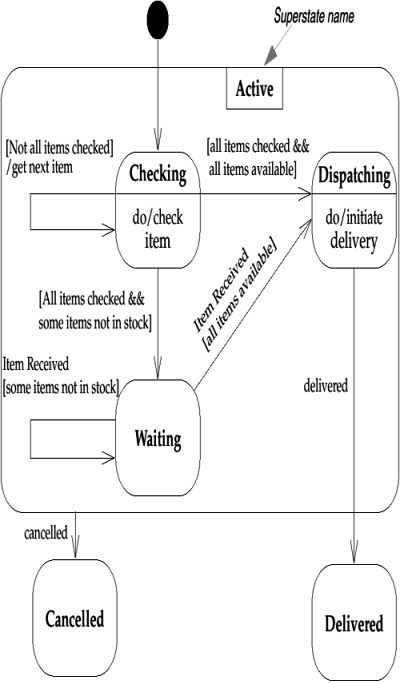 Superstate name
Active
[Not all items checked]
/get next item
[all items checked &&
all items available]
Checking
do/check
item
Dispatching
do/initiate
delivery
[All items checked &&
some items not in stock]
Item Received
[all items available]
Item Received
[some items not in stock]
Waiting
delivered
cancelled
Cancelled
Delivered